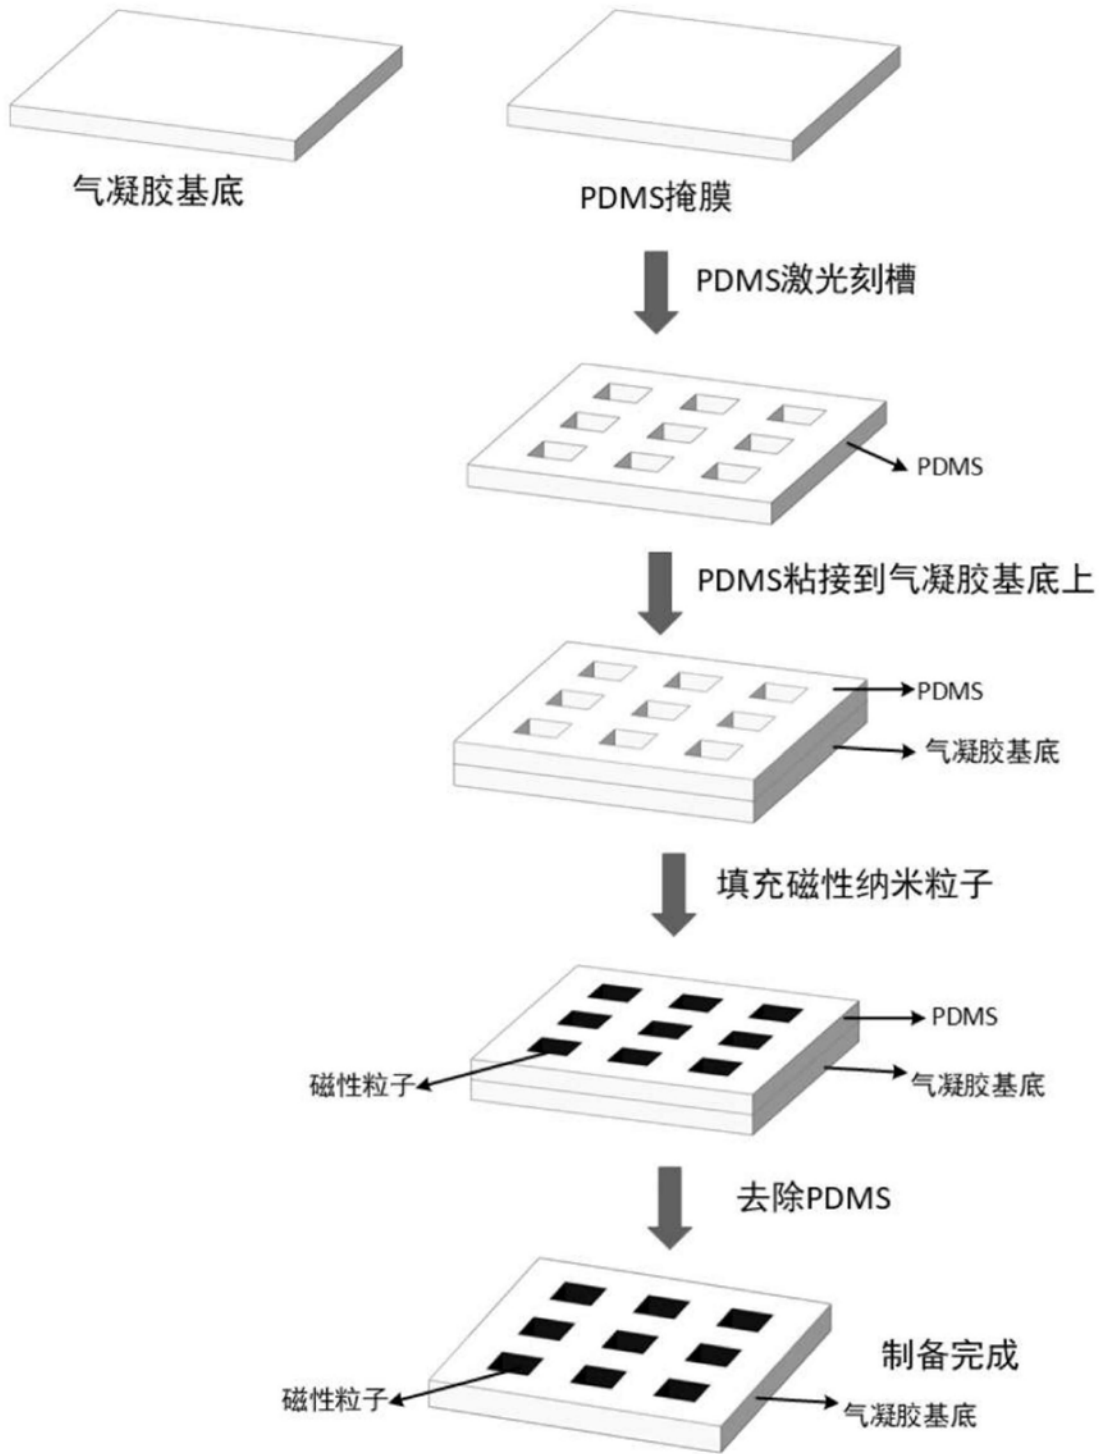 气凝胶基底
PDMS掩膜
PDMS激光刻槽
PDMS
PDMS粘接到气凝胶基底上
PDMS
气凝胶基底
填充磁性纳米粒子
PDMS
磁性粒子
气凝胶基底
去除PDMS
制备完成
磁性粒子
气凝胶基底